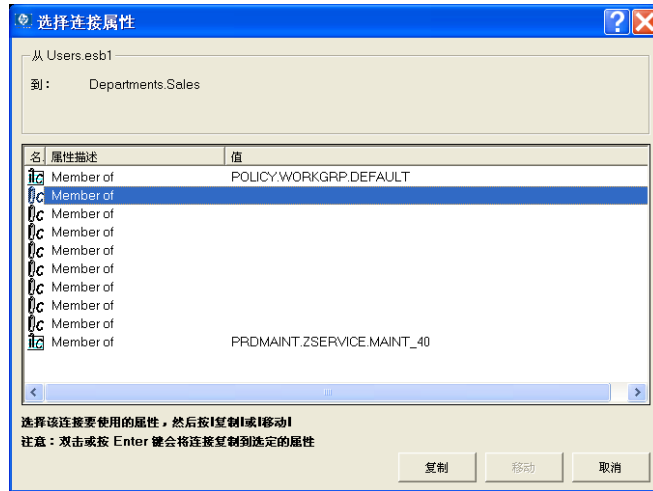 选择连接属性
从 Users.esb1
到： Departments.Sales
名. 属性描述 值
Member of POLICY.WORKGRP.DEFAULT
Member of
Member of
Member of
Member of
Member of
Member of
Member of
Member of
Member of PRDMAINT.ZSERVICE.MAINT_40
选择该连接要使用的属性，然后按|复制|或|移动|
注意：双击或按 Enter 键会将连接复制到选定的属性
复制 移动 取消